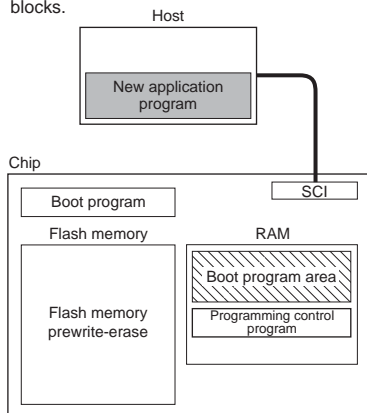 blocks.
Host
New application
program
Chip
SCI
Boot program
Flash memory
RAM
Boot program area
Flash memory
prewrite-erase
Programming control
program